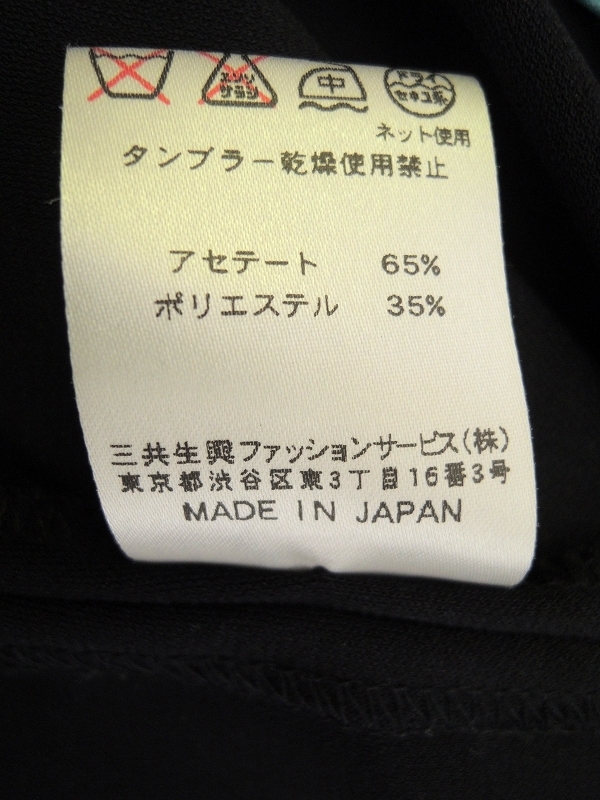 エンソ
サラシ
中
ドライ
セキユ系
ネット使用
タンブラー乾燥使用禁止
アセテート 65%
ポリエステル 35%
三共生興ファッションサービス(株)
東京都渋谷区東3丁目16番3号
MADE IN JAPAN